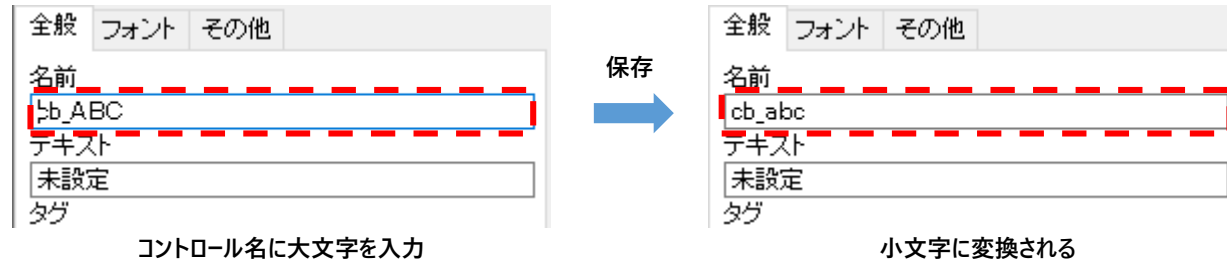 全般 フォント その他
名前
cb_ABC
テキスト
未設定
タグ
コントロール名に大文字を入力
保存
全般 フォント その他
名前
cb_abc
テキスト
未設定
タグ
小文字に変換される